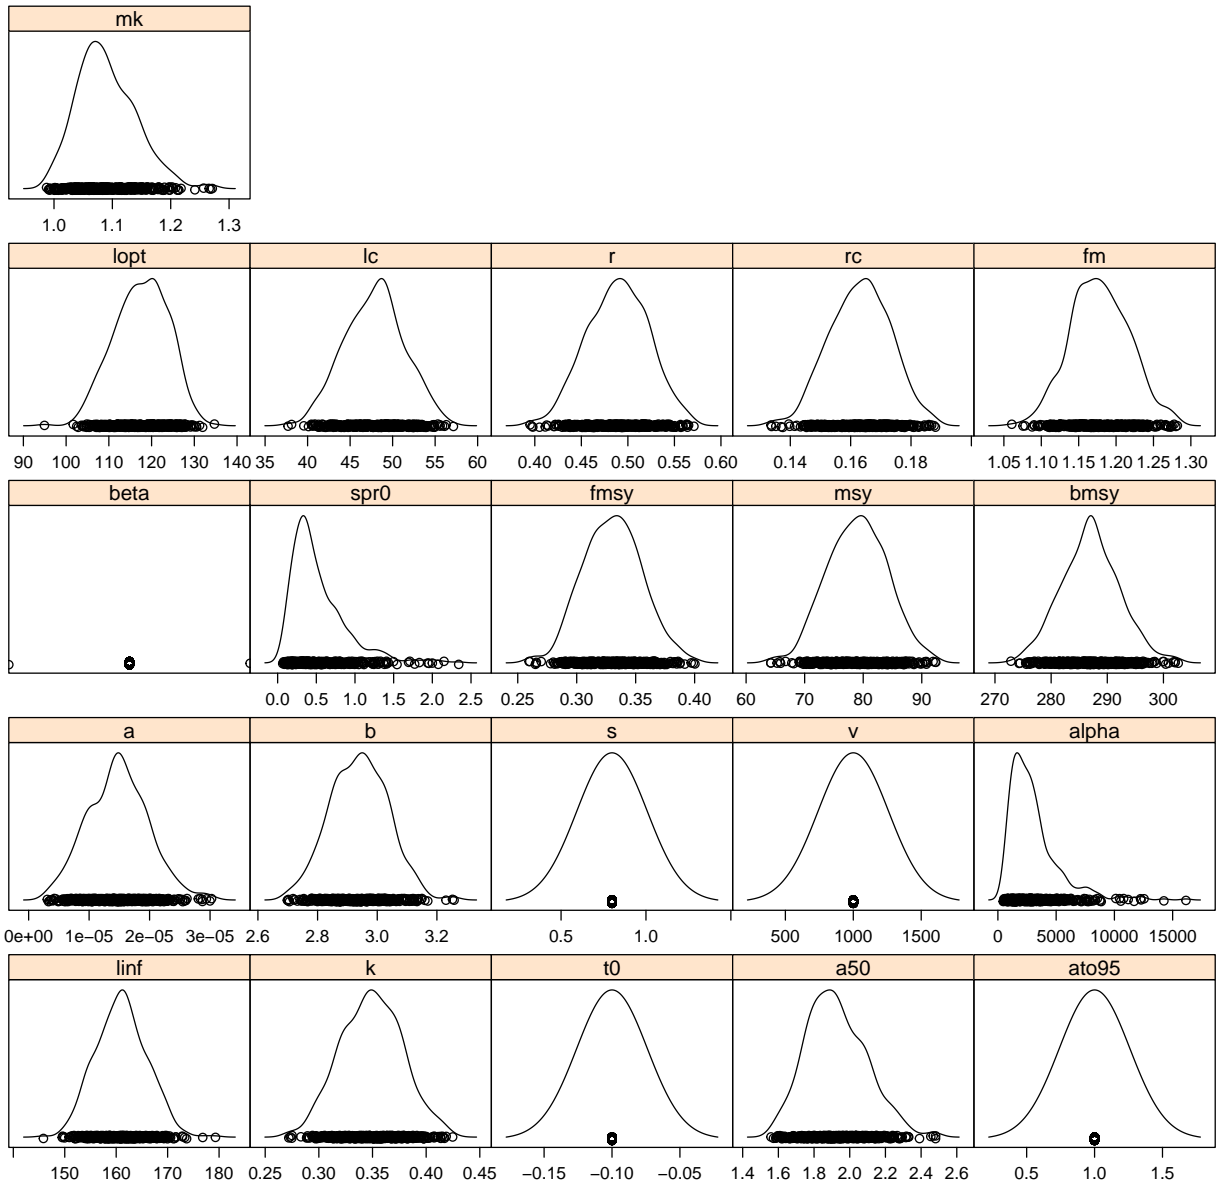 mk
1.0 1.1 1.2 1.3
lopt lc r rc fm
90 100 110 120 130 140 35 40 45 50 55 60 0.40 0.45 0.50 0.55 0.60 0.14 0.16 0.18 1.05 1.10 1.15 1.20 1.25 1.30
beta spr0 fmsy msy bmsy
0.0 0.5 1.0 1.5 2.0 2.5 0.25 0.30 0.35 0.40 60 70 80 90 270 280 290 300
a b s v alpha
0e+00 1e−05 2e−05 3e−05 2.6 2.8 3.0 3.2 0.5 1.0 500 1000 1500 0 5000 10000 15000
linf k t0 a50 ato95
150 160 170 180 0.25 0.30 0.35 0.40 0.45 −0.15 −0.10 −0.05 1.4 1.6 1.8 2.0 2.2 2.4 2.6 0.5 1.0 1.5